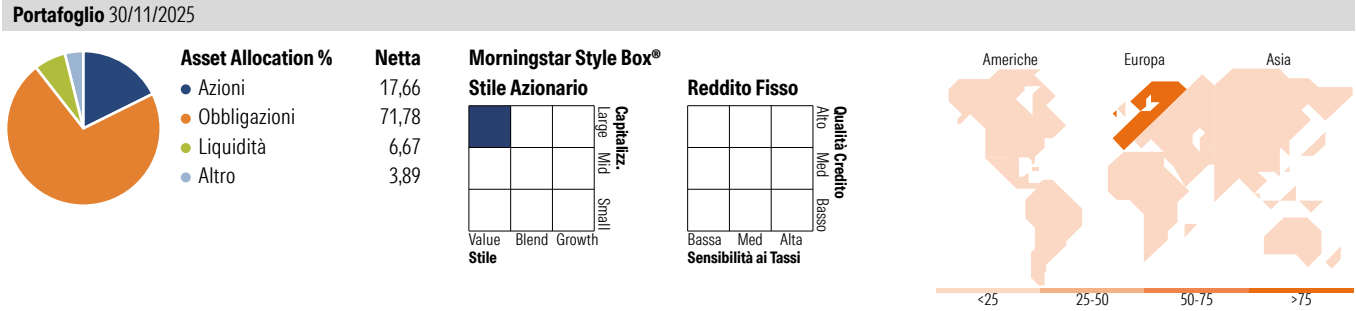 Portafoglio 30/11/2025
Asset Allocation % Netta
Azioni 17,66
Obbligazioni 71,78
Liquidità 6,67
Altro 3,89
Morningstar Style Box®
Stile Azionario
Large Mid Small
Capitalizz.
Value Blend Growth
Stile
Reddito Fisso
Alto Med Basso
Qualità Credito
Bassa Med Alta
Sensibilità ai Tassi
Americhe Europa Asia
<25 25-50 50-75 >75